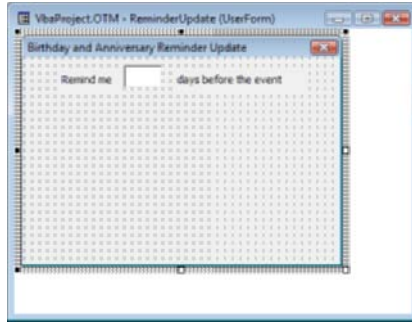 VbaProject.OTM - ReminderUpdate (UserForm)
Birthday and Anniversary Reminder Update
Remind me days before the event